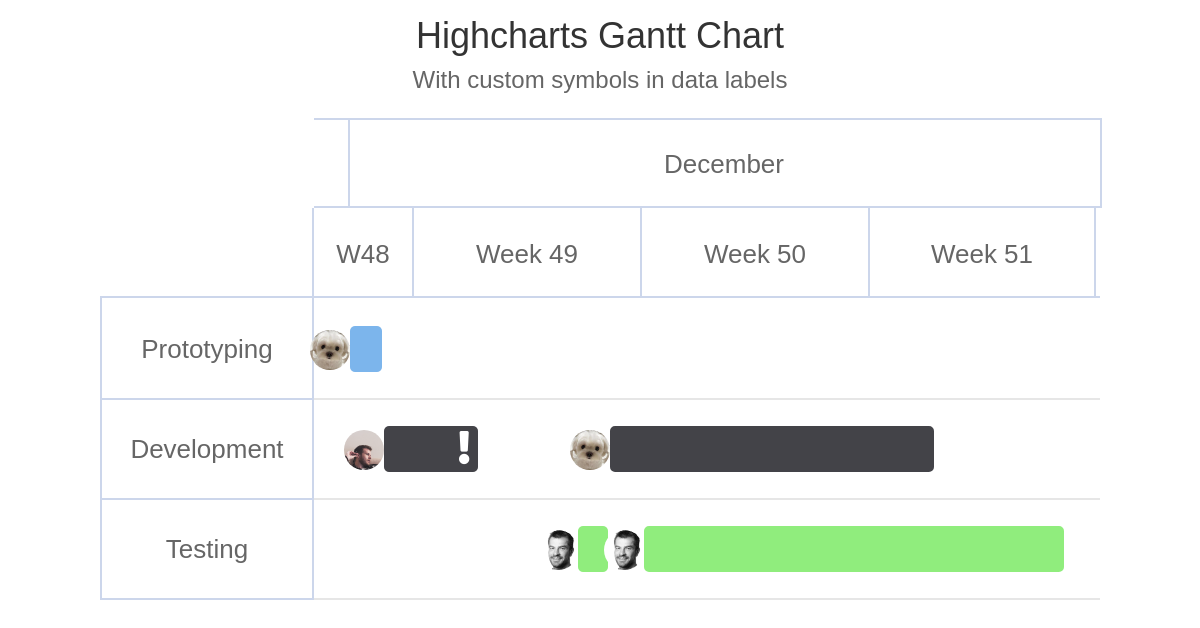 Highcharts Gantt Chart
With custom symbols in data labels
December
W48
Week 49
Week 50
Week 51
Prototyping
Development
!
Testing